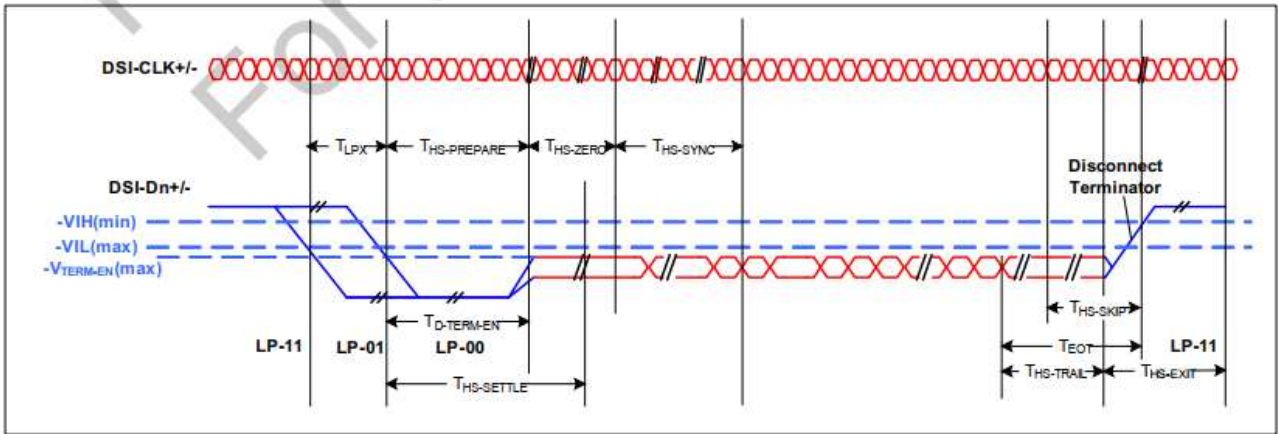 For
DSI-CLK+/-
TLPX
THS-PREPARE
THS-ZERO
THS-SYNC
DSI-Dn+/-
Disconnect
Terminator
-VIH(min)
-VIL(max)
-VTERM-EN(max)
TD-TERM-EN
THS-SKIP
LP-11
LP-01
LP-00
TEOT
LP-11
THS-SETTLE
THS-TRAIL
THS-EXIT